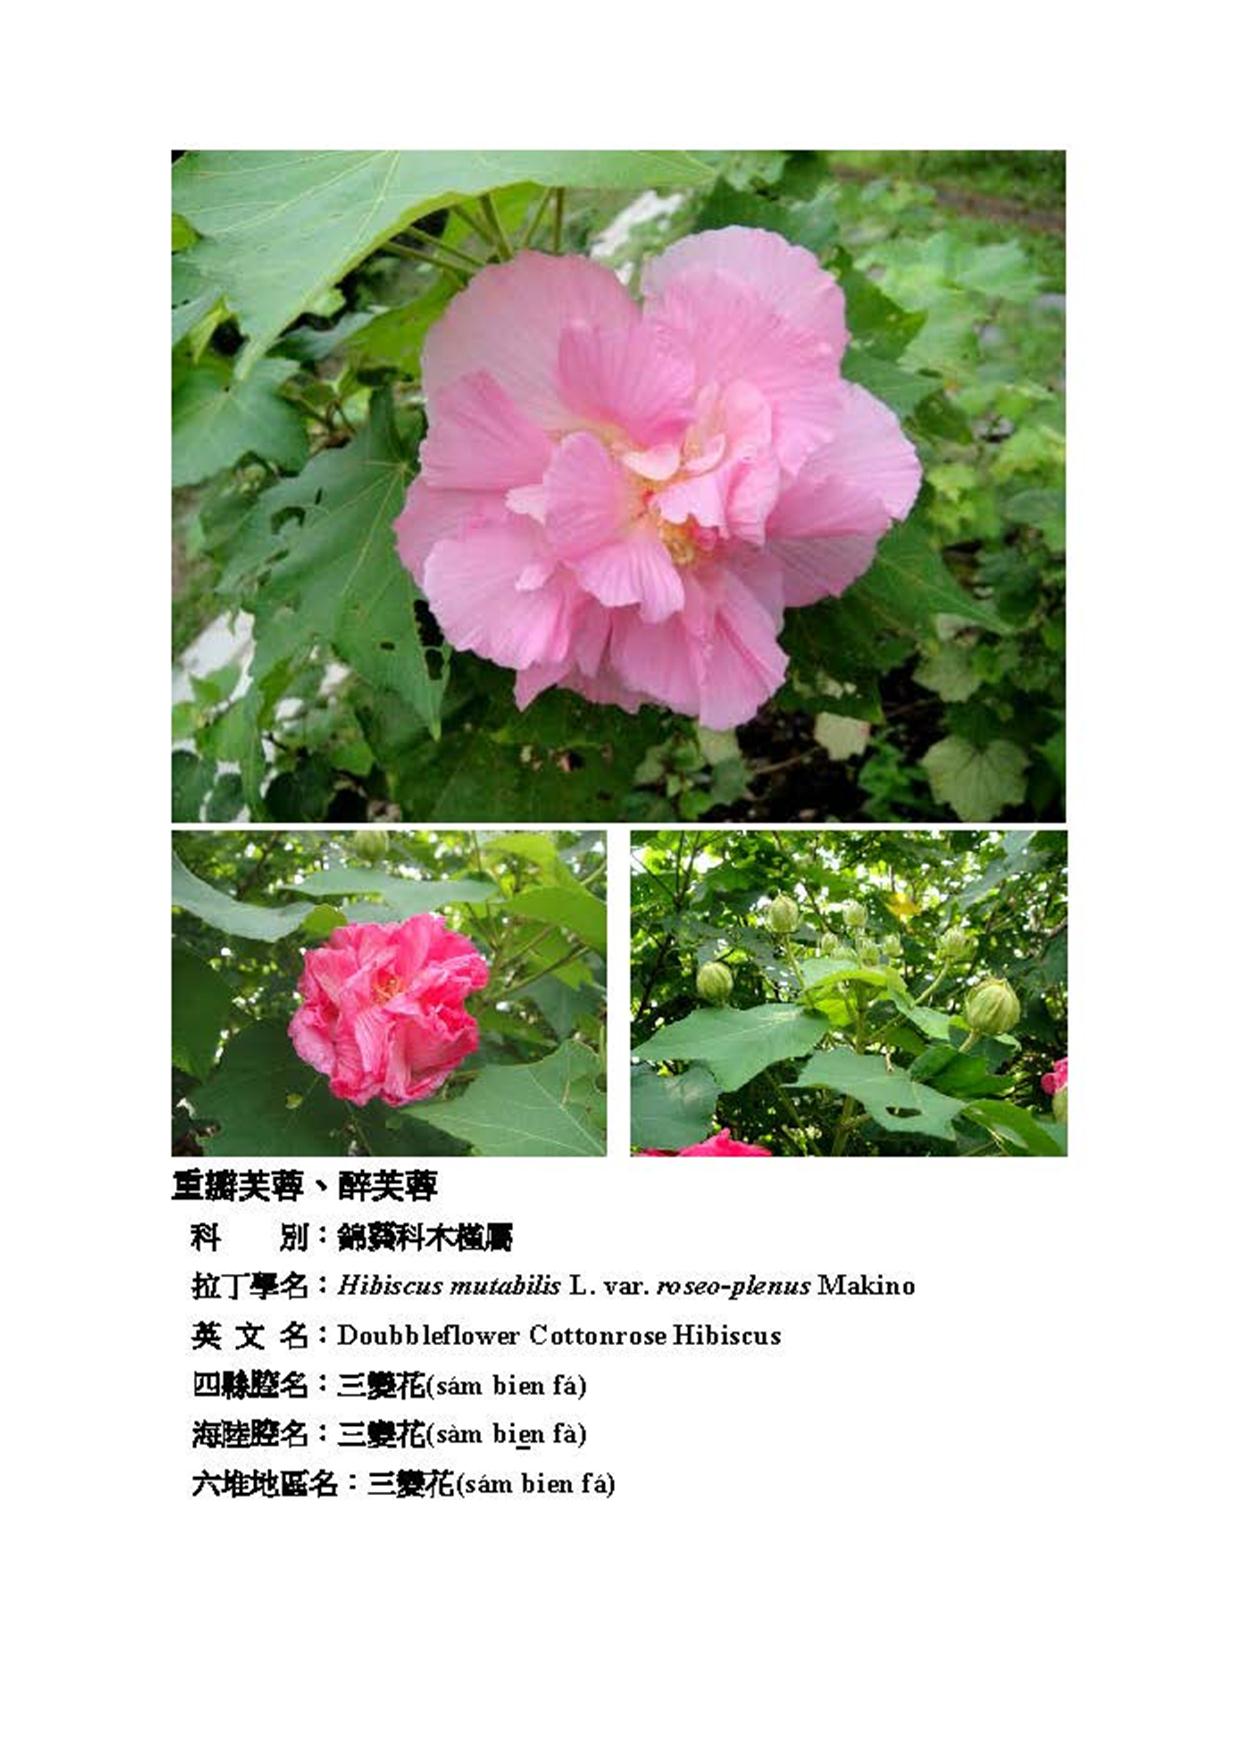 重瓣芙蓉、醉芙蓉
科　　別：錦葵科木槿屬
拉丁學名：Hibiscus mutabilis L. var. roseo-plenus Makino
英 文 名：Doubbleflower Cottonrose Hibiscus
四縣腔名：三變花(sám bien fá)
海陸腔名：三變花(sàm bien fà)
六堆地區名：三變花(sám bien fá)